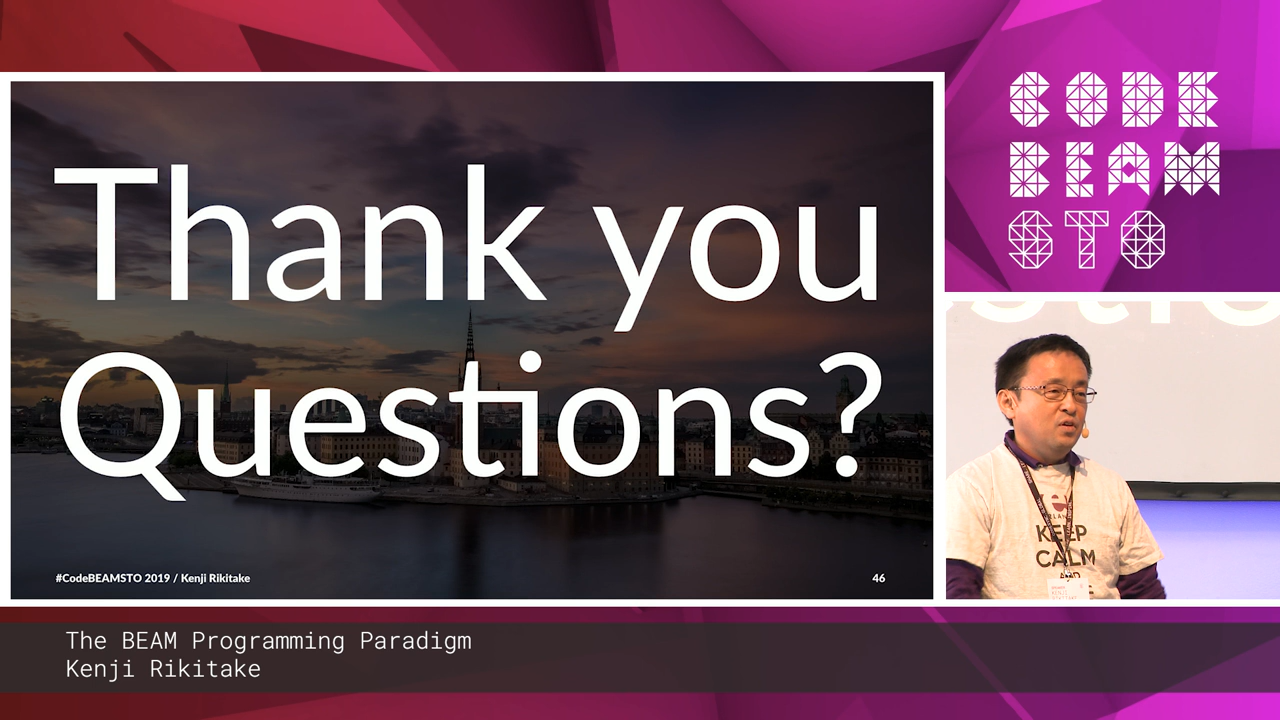 Thank you
Questions?
#CodeBEAMSTO 2019 / Kenji Rikitake
46
CODE
BEAM
STO
KEEP
CALM
AND
The BEAM Programming Paradigm
Kenji Rikitake